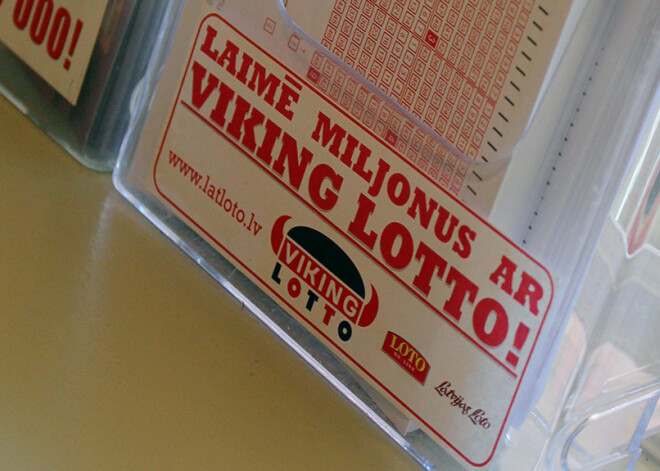 000!
LAIMĒ MILJONUS AR
VIKING LOTTO!
www.latloto.lv
VIKING
LOTTO
LOTO
Latvijas Loto